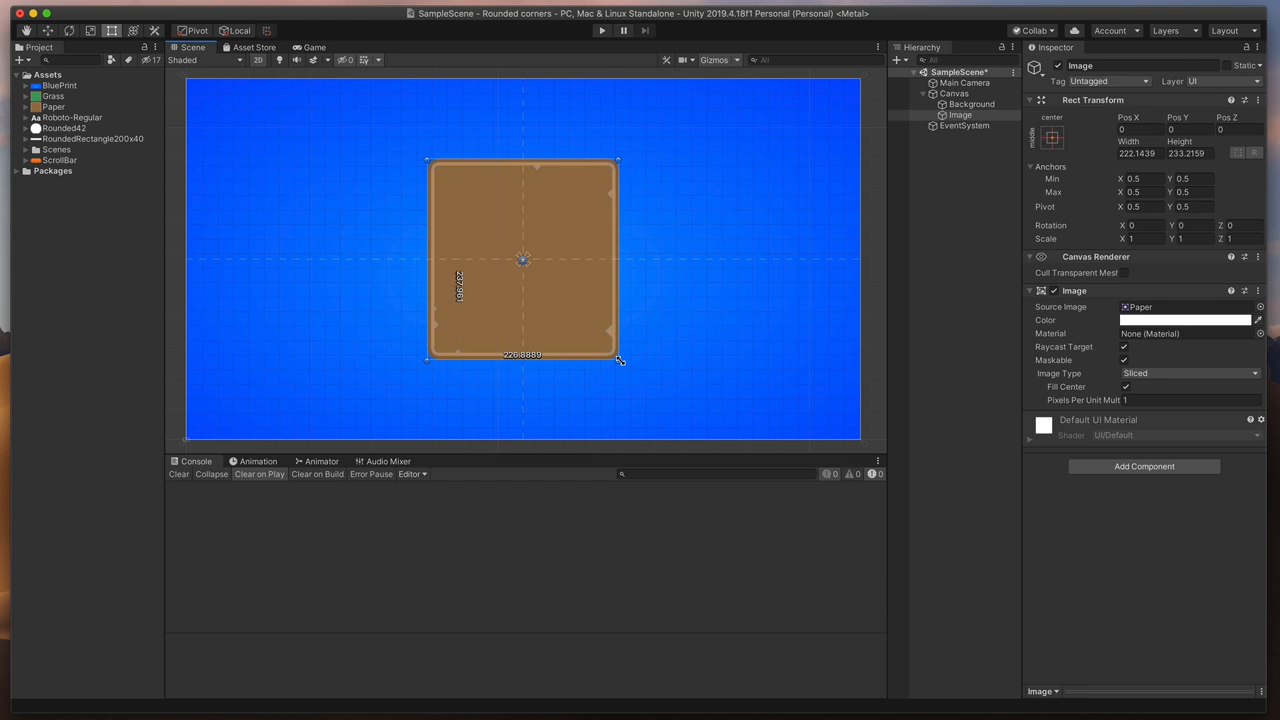 SampleScene - Rounded corners - PC, Mac & Linux Standalone - Unity 2019.4.18f1 Personal (Personal) <Metal>
Pivot Local Collab Account Layers Layout
Project
17
Assets
BluePrint
Grass
Paper
Roboto-Regular
Rounded42
RoundedRectangle200x40
Scenes
ScrollBar
Packages
Scene Asset Store Game
Shaded 2D 0 Gizmos All
237.961
226.8889
Console Animation Animator Audio Mixer
Clear Collapse Clear on Play Clear on Build Error Pause Editor 0 0 0
Hierarchy
All
SampleScene*
Main Camera
Canvas
Background
Image
EventSystem
Inspector
Image Static
Tag Untagged Layer UI
Rect Transform
center Pos X Pos Y Pos Z
middle 0 0 0
Width Height
222.1439 233.2159 R
Anchors
Min X 0.5 Y 0.5
Max X 0.5 Y 0.5
Pivot X 0.5 Y 0.5
Rotation X 0 Y 0 Z 0
Scale X 1 Y 1 Z 1
Canvas Renderer
Cull Transparent Mesh
Image
Source Image Paper
Color
Material None (Material)
Raycast Target
Maskable
Image Type Sliced
Fill Center
Pixels Per Unit Mult 1
Default UI Material
Shader UI/Default
Add Component
Image